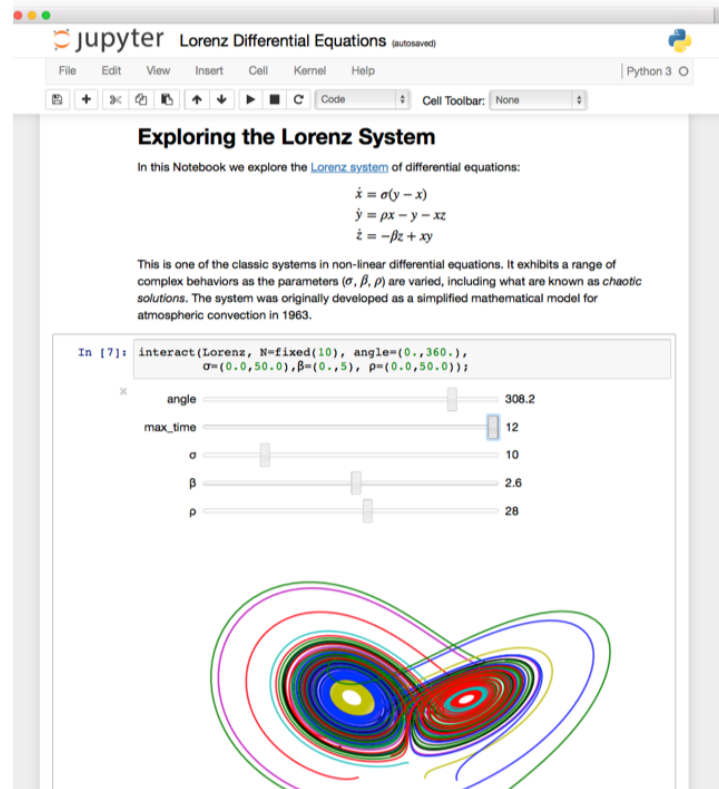 jupyter Lorenz Differential Equations (autosaved)
File Edit View Insert Cell Kernel Help Python 3
Code Cell Toolbar: None
Exploring the Lorenz System
In this Notebook we explore the Lorenz system of differential equations:
ẋ = σ(y − x)
ẏ = ρx − y − xz
ż = −βz + xy
This is one of the classic systems in non-linear differential equations. It exhibits a range of
complex behaviors as the parameters (σ, β, ρ) are varied, including what are known as chaotic
solutions. The system was originally developed as a simplified mathematical model for
atmospheric convection in 1963.
In [7]: interact(Lorenz, N=fixed(10), angle=(0.,360.),
σ=(0.0,50.0),β=(0.,5), ρ=(0.0,50.0));
angle 308.2
max_time 12
σ 10
β 2.6
ρ 28